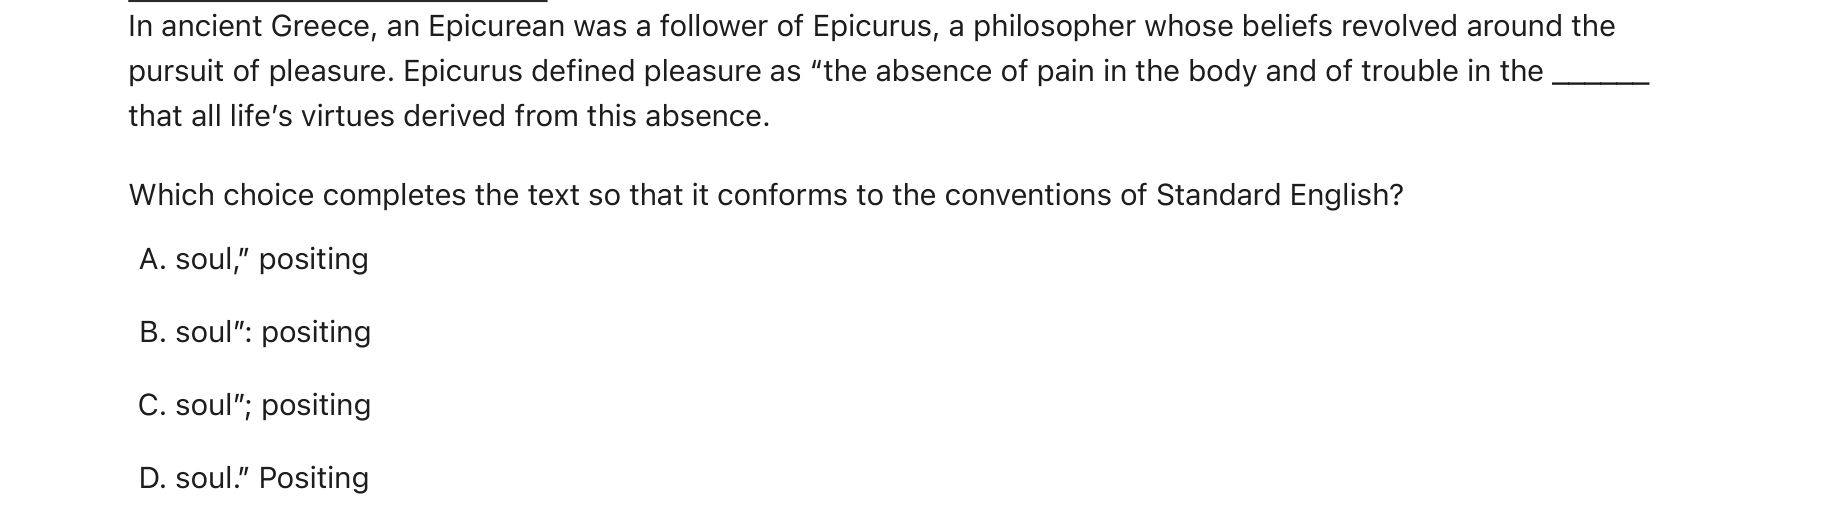 In ancient Greece, an Epicurean was a follower of Epicurus, a philosopher whose beliefs revolved around the
pursuit of pleasure. Epicurus defined pleasure as “the absence of pain in the body and of trouble in the ______
that all life’s virtues derived from this absence.
Which choice completes the text so that it conforms to the conventions of Standard English?
A. soul,” positing
B. soul”: positing
C. soul”; positing
D. soul.” Positing